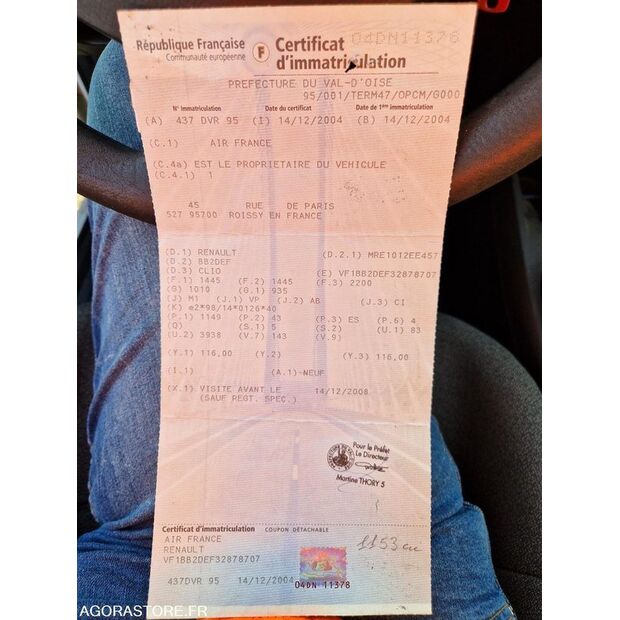 République Française
Communauté européenne
F
Certificat
d'immatriculation
04DN11376
PREFECTURE DU VAL-D'OISE
95/001/TERM47/OPCM/G000
N° immatriculation Date du certificat Date de 1ère immatriculation
(A) 437 DVR 95 (I) 14/12/2004 (B) 14/12/2004
(C.1) AIR FRANCE
(C.4a) EST LE PROPRIETAIRE DU VEHICULE
(C.4.1) 1
45 RUE DE PARIS
527 95700 ROISSY EN FRANCE
(D.1) RENAULT (D.2.1) MRE1012EE457
(D.2) BB2DEF
(D.3) CLIO (E) VF1BB2DEF32878707
(F.1) 1445 (F.2) 1445 (F.3) 2200
(G) 1010 (G.1) 935
(J) M1 (J.1) VP (J.2) AB (J.3) CI
(K) e2*98/14*0126*40
(P.1) 1149 (P.2) 43 (P.3) ES (P.6) 4
(Q) (S.1) 5 (S.2) (U.1) 83
(U.2) 3938 (V.7) 143 (V.9)
(Y.1) 116,00 (Y.2) (Y.3) 116,00
(I.1) (A.1)-NEUF
(X.1) VISITE AVANT LE 14/12/2008
(SAUF REGT. SPEC.)
Pour le Préfet
Le Directeur
Martine THORY 5
Certificat d'immatriculation COUPON DÉTACHABLE
AIR FRANCE
RENAULT
VF1BB2DEF32878707
1153 cu
437DVR 95 14/12/2004
04DN 11378
AGORASTORE.FR